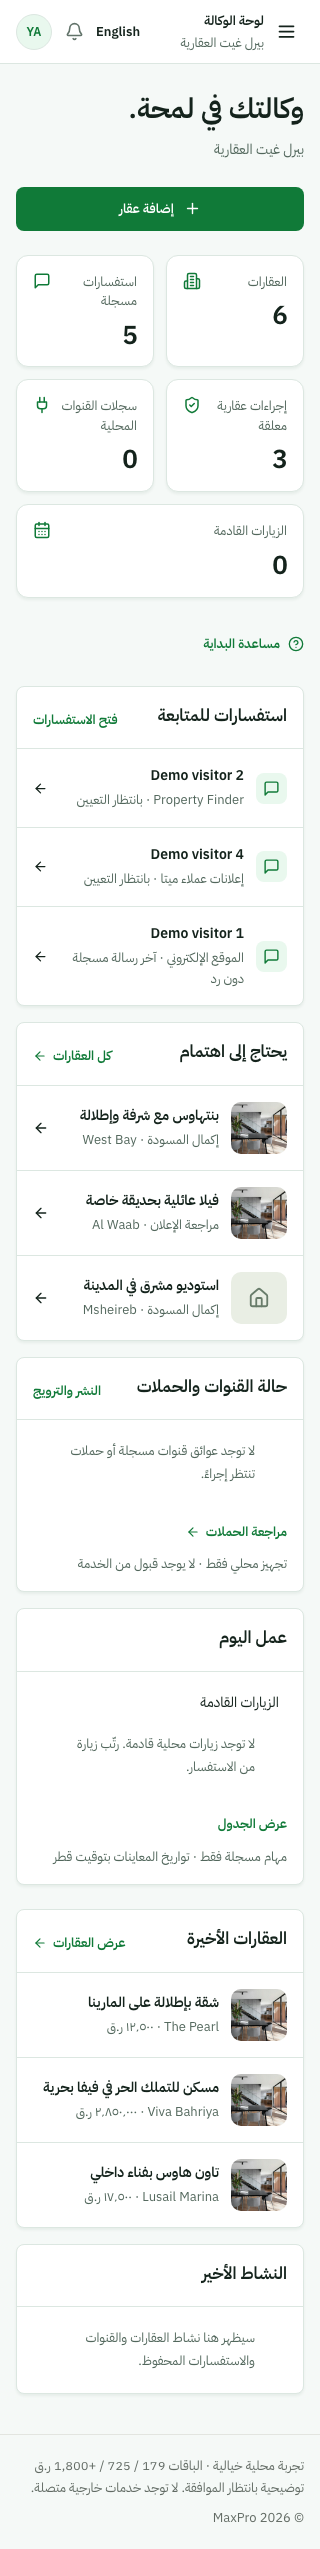 لوحة الوكالة
بيرل غيت العقارية
English
YA
وكالتك في لمحة.
بيرل غيت العقارية
إضافة عقار
العقارات
6
استفسارات
مسجلة
5
إجراءات عقارية
معلقة
3
سجلات القنوات
المحلية
0
الزيارات القادمة
0
مساعدة البداية
استفسارات للمتابعة
فتح الاستفسارات
Demo visitor 2
Property Finder · بانتظار التعيين
Demo visitor 4
إعلانات عملاء ميتا · بانتظار التعيين
Demo visitor 1
الموقع الإلكتروني · آخر رسالة مسجلة
دون رد
يحتاج إلى اهتمام
كل العقارات
بنتهاوس مع شرفة وإطلالة
إكمال المسودة · West Bay
فيلا عائلية بحديقة خاصة
مراجعة الإعلان · Al Waab
استوديو مشرق في المدينة
إكمال المسودة · Msheireb
حالة القنوات والحملات
النشر والترويج
لا توجد عوائق قنوات مسجلة أو حملات
تنتظر إجراءً.
مراجعة الحملات
تجهيز محلي فقط · لا يوجد قبول من الخدمة
عمل اليوم
الزيارات القادمة
لا توجد زيارات محلية قادمة. رتّب زيارة
من الاستفسار.
عرض الجدول
مهام مسجلة فقط · تواريخ المعاينات بتوقيت قطر
العقارات الأخيرة
عرض العقارات
شقة بإطلالة على المارينا
The Pearl · ١٢٬٥٠٠ ر.ق
مسكن للتملك الحر في فيفا بحرية
Viva Bahriya · ٢٬٨٥٠٬٠٠٠ ر.ق
تاون هاوس بفناء داخلي
Lusail Marina · ١٧٬٥٠٠ ر.ق
النشاط الأخير
سيظهر هنا نشاط العقارات والقنوات
والاستفسارات المحفوظ.
تجربة محلية خيالية · الباقات 179 / 725 / +1,800 ر.ق
توضيحية بانتظار الموافقة. لا توجد خدمات خارجية متصلة.
© 2026 MaxPro